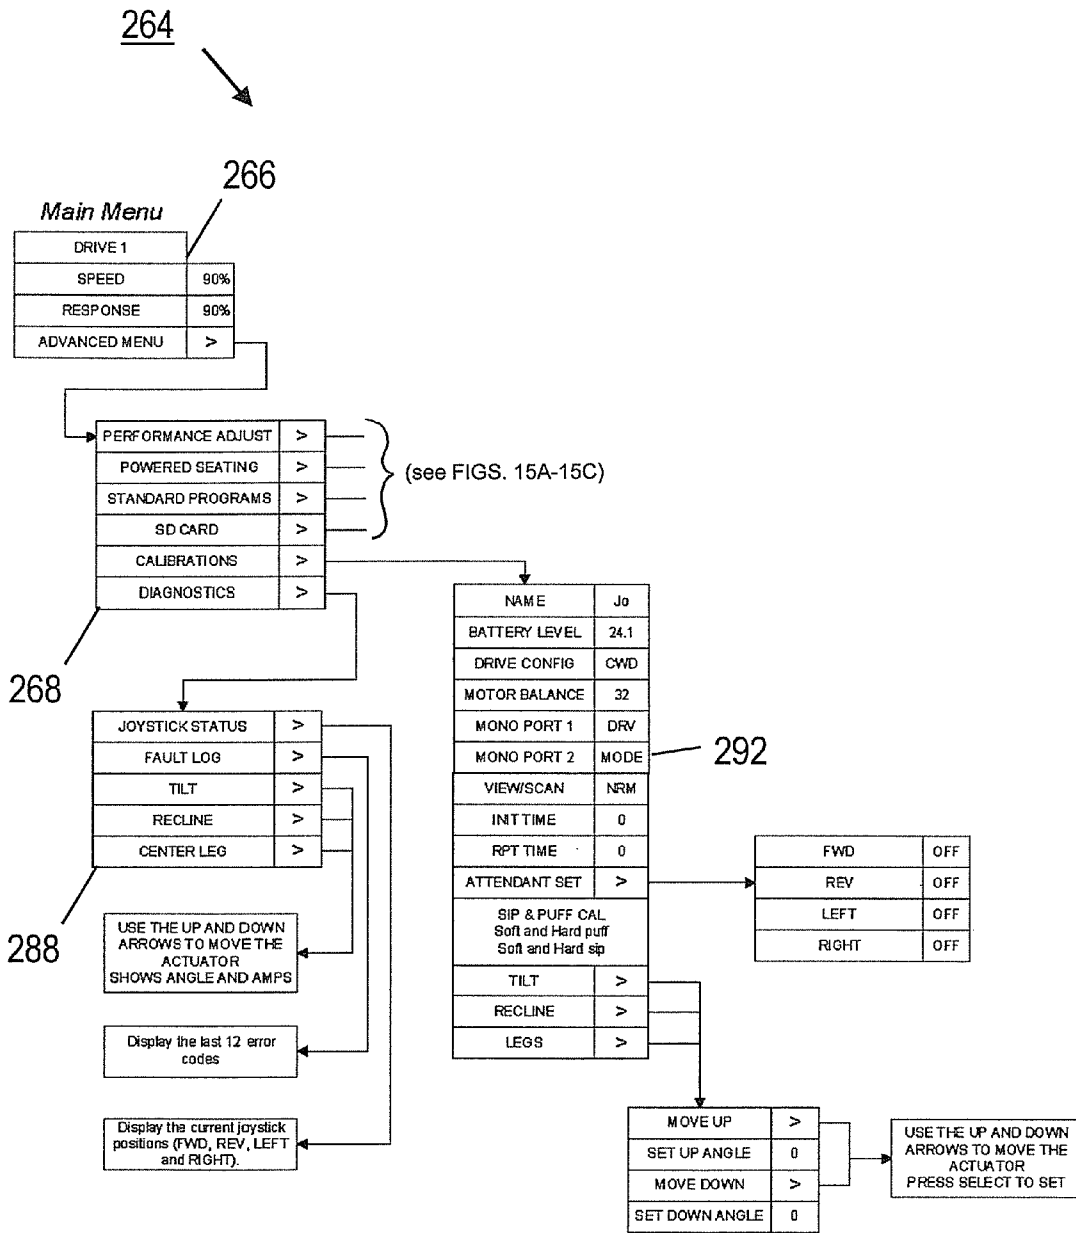 264
266
Main Menu
DRIVE 1
SPEED 90%
RESPONSE 90%
ADVANCED MENU >
PERFORMANCE ADJUST >
POWERED SEATING >
STANDARD PROGRAMS >
SD CARD >
CALIBRATIONS >
DIAGNOSTICS >
(see FIGS. 15A-15C)
268
NAME Jo
BATTERY LEVEL 24.1
DRIVE CONFIG CWD
MOTOR BALANCE 32
MONO PORT 1 DRV
MONO PORT 2 MODE
VIEW/SCAN NRM
INIT TIME 0
RPT TIME 0
ATTENDANT SET >
SIP & PUFF CAL
Soft and Hard puff
Soft and Hard sip
TILT >
RECLINE >
LEGS >
292
JOYSTICK STATUS >
FAULT LOG >
TILT >
RECLINE >
CENTER LEG >
288
FWD OFF
REV OFF
LEFT OFF
RIGHT OFF
USE THE UP AND DOWN
ARROWS TO MOVE THE
ACTUATOR
SHOWS ANGLE AND AMPS
Display the last 12 error
codes
Display the current joystick
positions (FWD, REV, LEFT
and RIGHT).
MOVE UP >
SET UP ANGLE 0
MOVE DOWN >
SET DOWN ANGLE 0
USE THE UP AND DOWN
ARROWS TO MOVE THE
ACTUATOR
PRESS SELECT TO SET